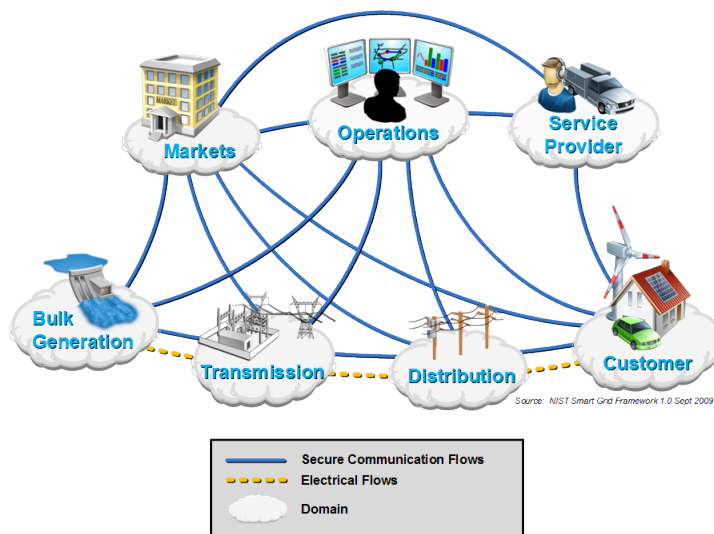 MARKET
Markets
Operations
Service
Provider
Bulk
Generation
Transmission
Distribution
Customer
Source: NIST Smart Grid Framework 1.0 Sept 2009
Secure Communication Flows
Electrical Flows
Domain